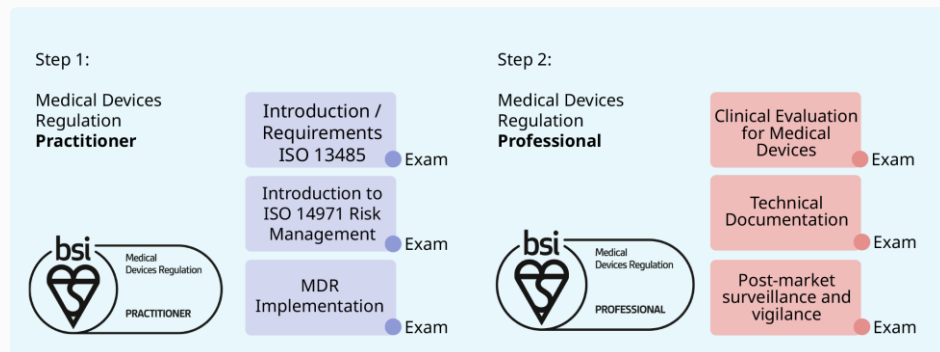 Step 1:
Medical Devices
Regulation
Practitioner
Introduction /
Requirements
ISO 13485
Exam
Introduction to
ISO 14971 Risk
Management
Exam
MDR
Implementation
Exam
bsi
Medical
Devices Regulation
PRACTITIONER
Step 2:
Medical Devices
Regulation
Professional
Clinical Evaluation
for Medical
Devices
Exam
Technical
Documentation
Exam
Post-market
surveillance and
vigilance
Exam
bsi
Medical
Devices Regulation
PROFESSIONAL